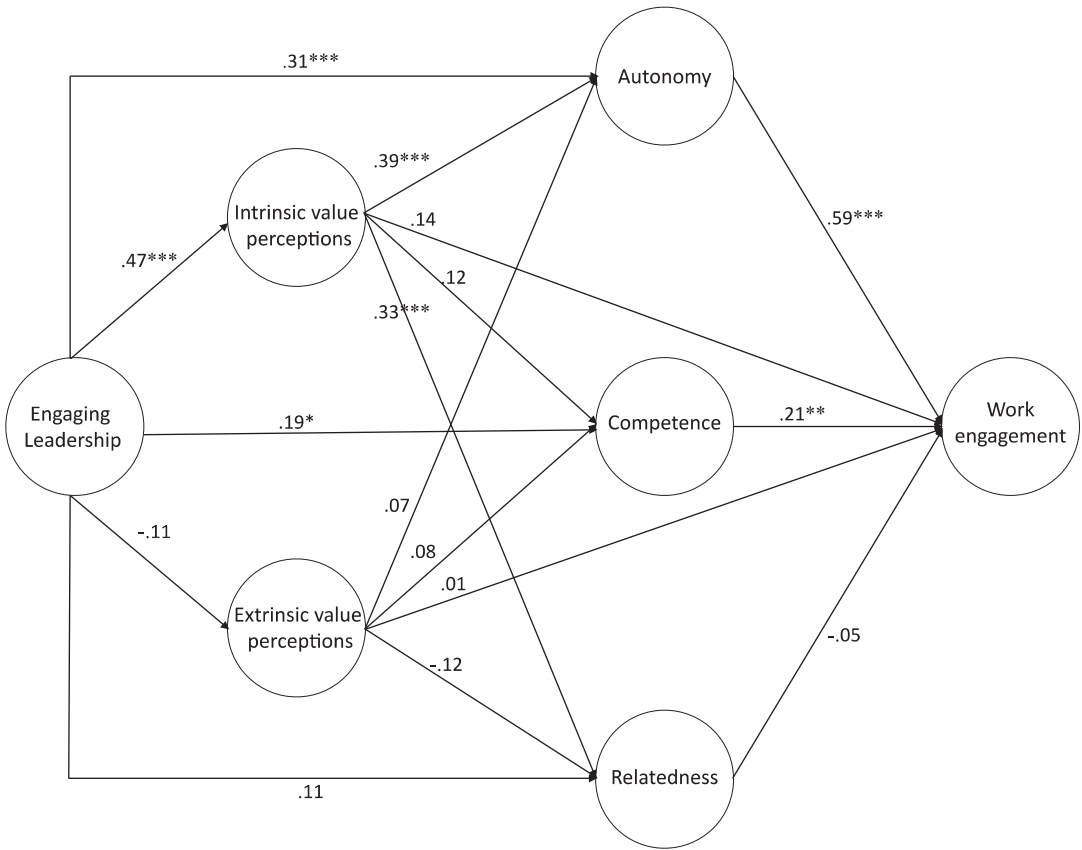 .31***
Autonomy
.39***
Intrinsic value
perceptions
.14
.59***
.47***
.12
.33***
Engaging
Leadership
.19*
Competence
.21**
Work
engagement
.07
-.11
.08
.01
Extrinsic value
perceptions
-.05
-.12
Relatedness
.11